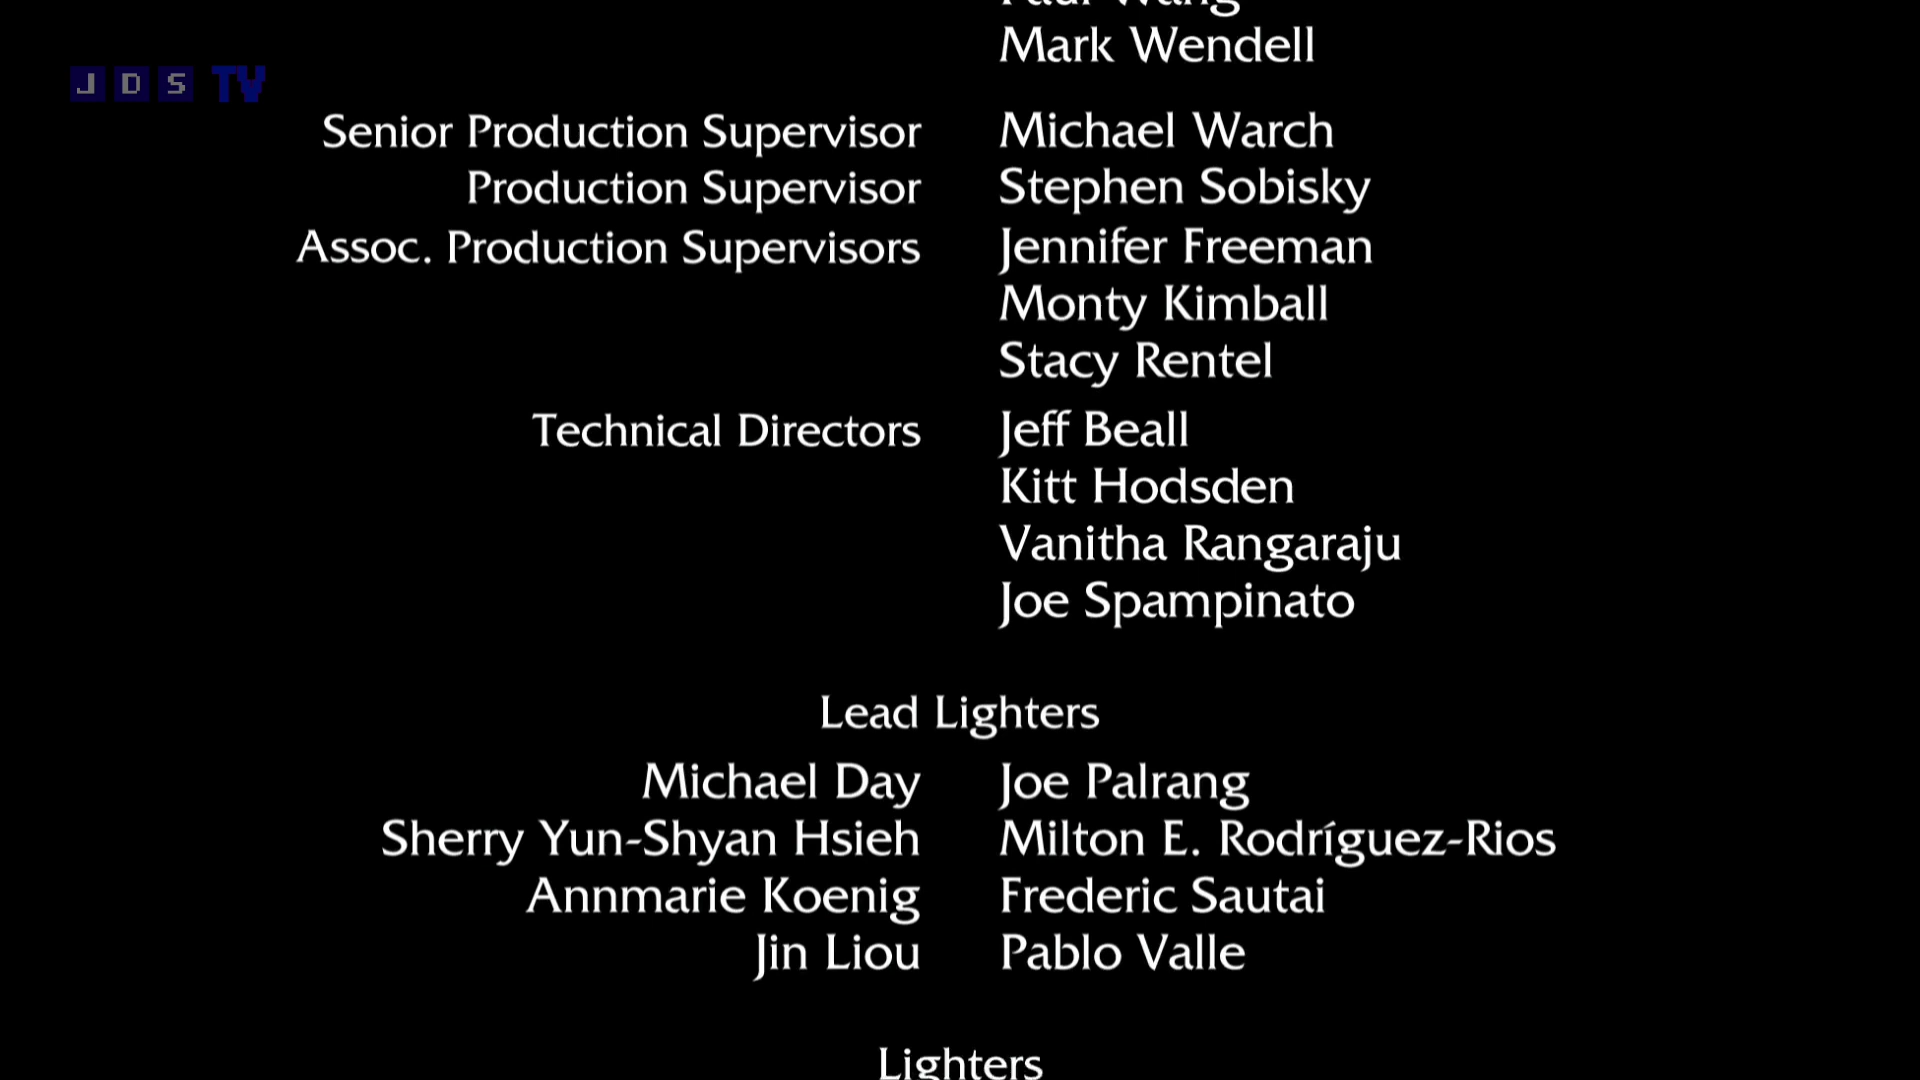 Paul Wang
Mark Wendell
JDS TV
Senior Production Supervisor Michael Warch
Production Supervisor Stephen Sobisky
Assoc. Production Supervisors Jennifer Freeman
Monty Kimball
Stacy Rentel
Technical Directors Jeff Beall
Kitt Hodsden
Vanitha Rangaraju
Joe Spampinato
Lead Lighters
Michael Day Joe Palrang
Sherry Yun-Shyan Hsieh Milton E. Rodríguez-Rios
Annmarie Koenig Frederic Sautai
Jin Liou Pablo Valle
Lighters